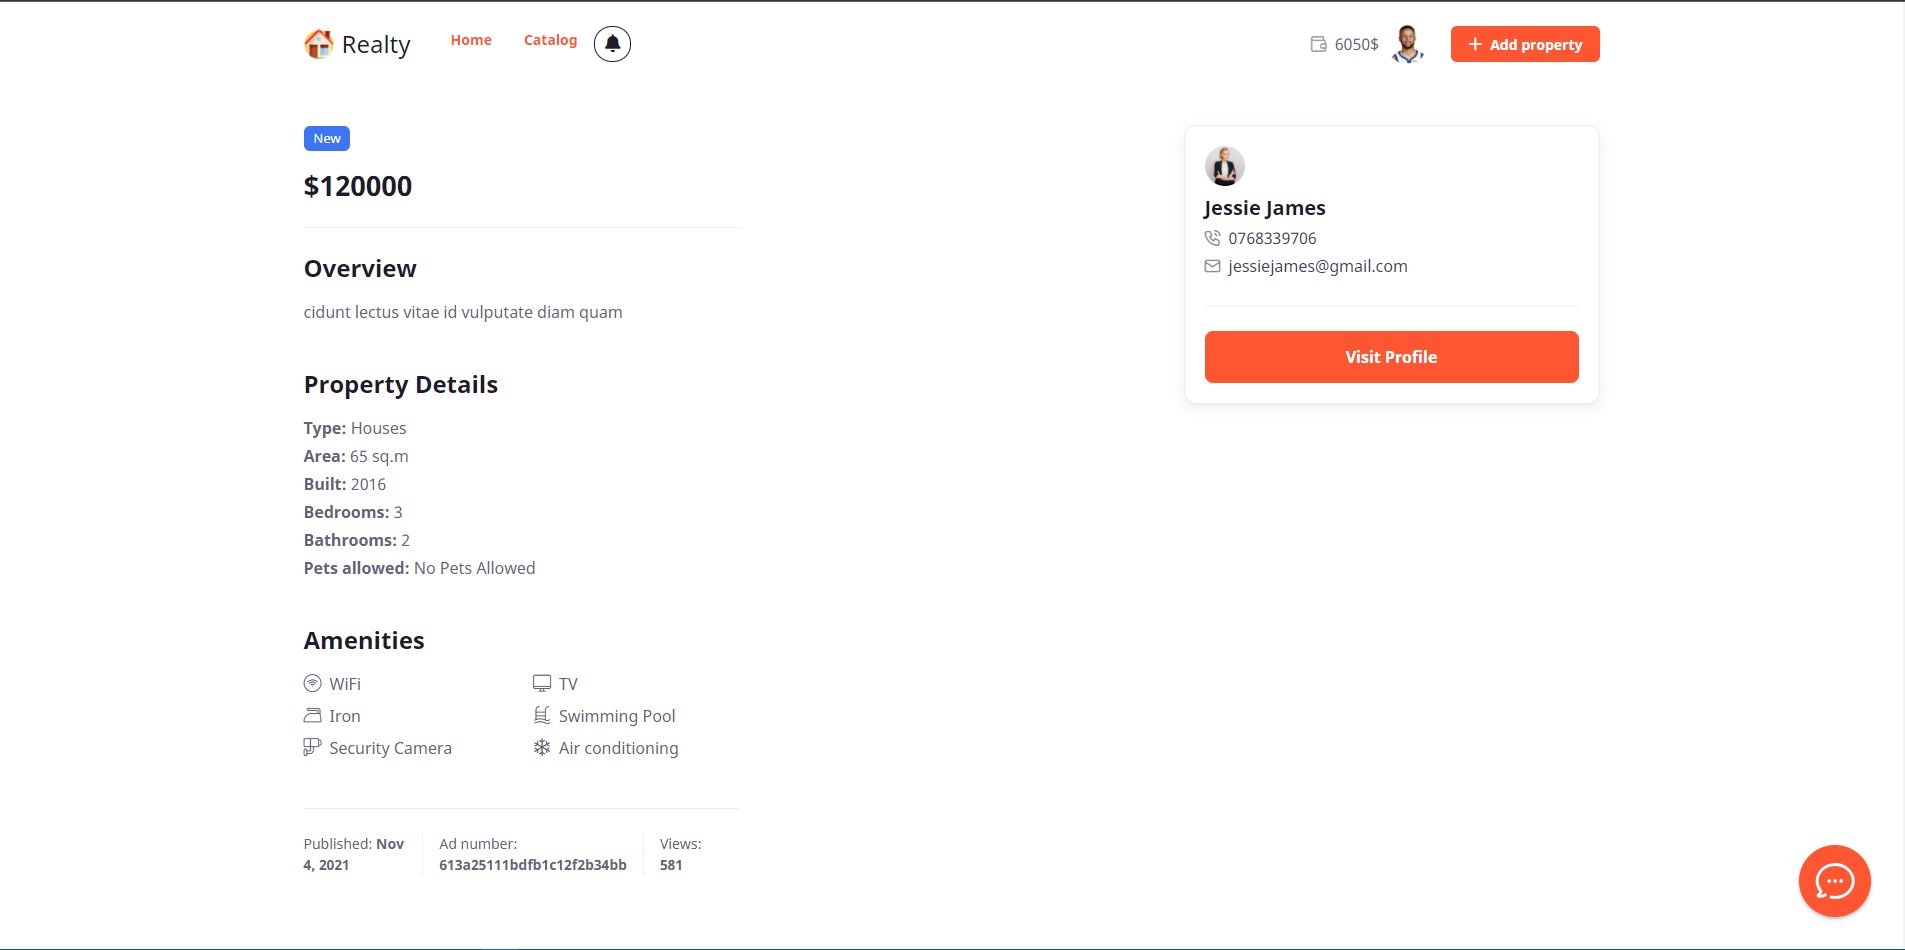 Realty
Home
Catalog
6050$
Add property
New
$120000
Overview
cidunt lectus vitae id vulputate diam quam
Property Details
Type: Houses
Area: 65 sq.m
Built: 2016
Bedrooms: 3
Bathrooms: 2
Pets allowed: No Pets Allowed
Amenities
WiFi
TV
Iron
Swimming Pool
Security Camera
Air conditioning
Published: Nov
4, 2021
Ad number:
613a25111bdfb1c12f2b34bb
Views:
581
Jessie James
0768339706
jessiejames@gmail.com
Visit Profile